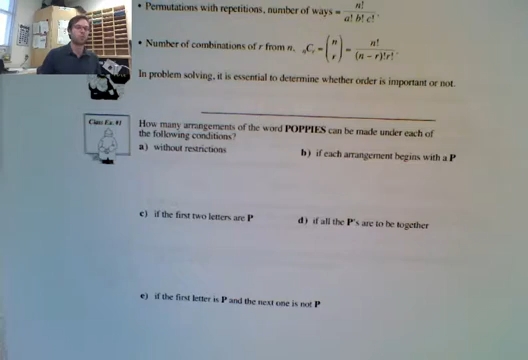 • Permutations with repetitions, number of ways = n! / a! b! c! .
• Number of combinations of r from n, nCr = (n r) = n! / (n − r)!r! .
In problem solving, it is essential to determine whether order is important or not.
Class Ex. #1
How many arrangements of the word POPPIES can be made under each of
the following conditions?
a) without restrictions b) if each arrangement begins with a P
c) if the first two letters are P d) if all the P's are to be together
e) if the first letter is P and the next one is not P